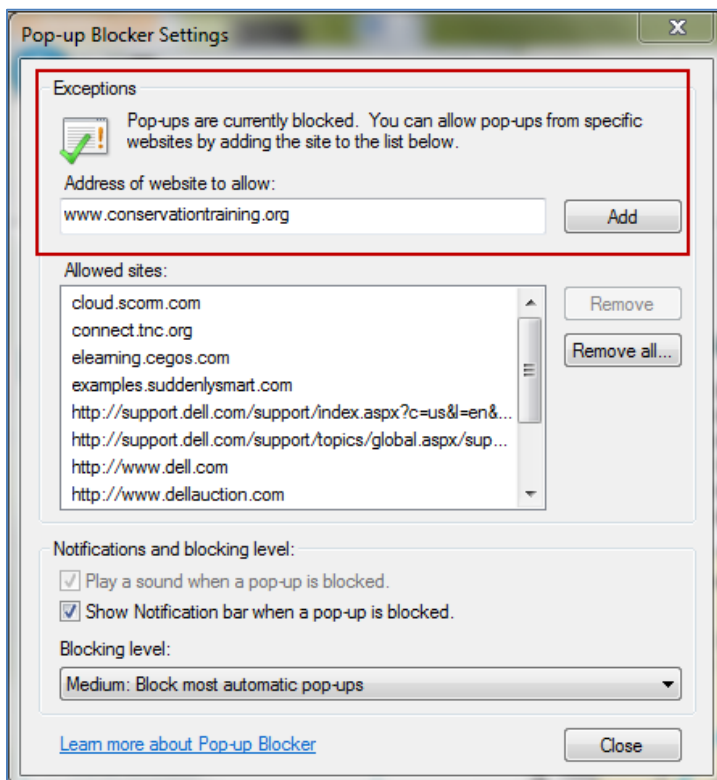 Pop-up Blocker Settings
x
Exceptions
Pop-ups are currently blocked. You can allow pop-ups from specific
websites by adding the site to the list below.
Address of website to allow:
www.conservationtraining.org
Add
Allowed sites:
cloud.scorm.com
Remove
connect.tnc.org
elearning.cegos.com
Remove all...
examples.suddenlysmart.com
http://support.dell.com/support/index.aspx?c=us&l=en&...
http://support.dell.com/support/topics/global.aspx/sup...
http://www.dell.com
http://www.dellauction.com
Notifications and blocking level:
Play a sound when a pop-up is blocked.
Show Notification bar when a pop-up is blocked.
Blocking level:
Medium: Block most automatic pop-ups
Learn more about Pop-up Blocker
Close